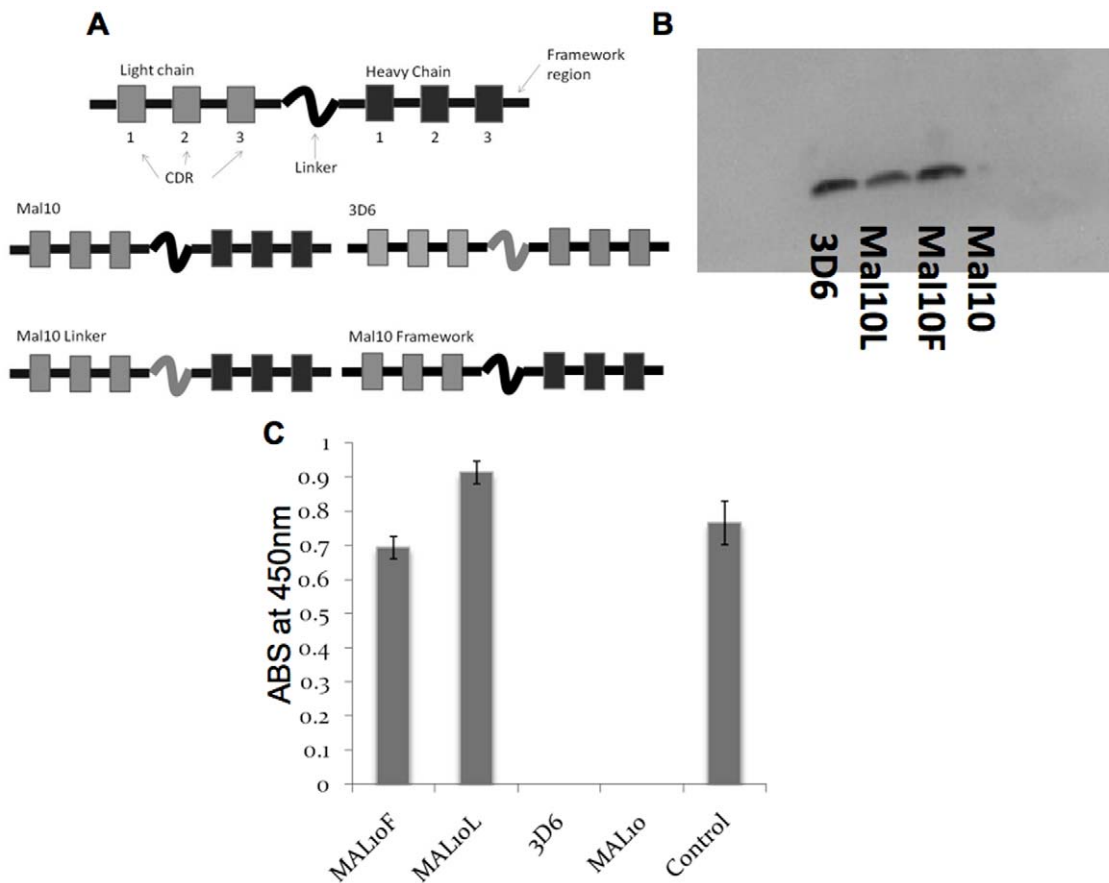 A
Light chain
Heavy Chain
Framework
region
1 2 3
1 2 3
CDR
Linker
Mal10
3D6
Mal10 Linker
Mal10 Framework
B
3D6
Mal10L
Mal10F
Mal10
C
ABS at 450nm
1
0.9
0.8
0.7
0.6
0.5
0.4
0.3
0.2
0.1
0
MAL10F
MAL10L
3D6
MAL10
Control